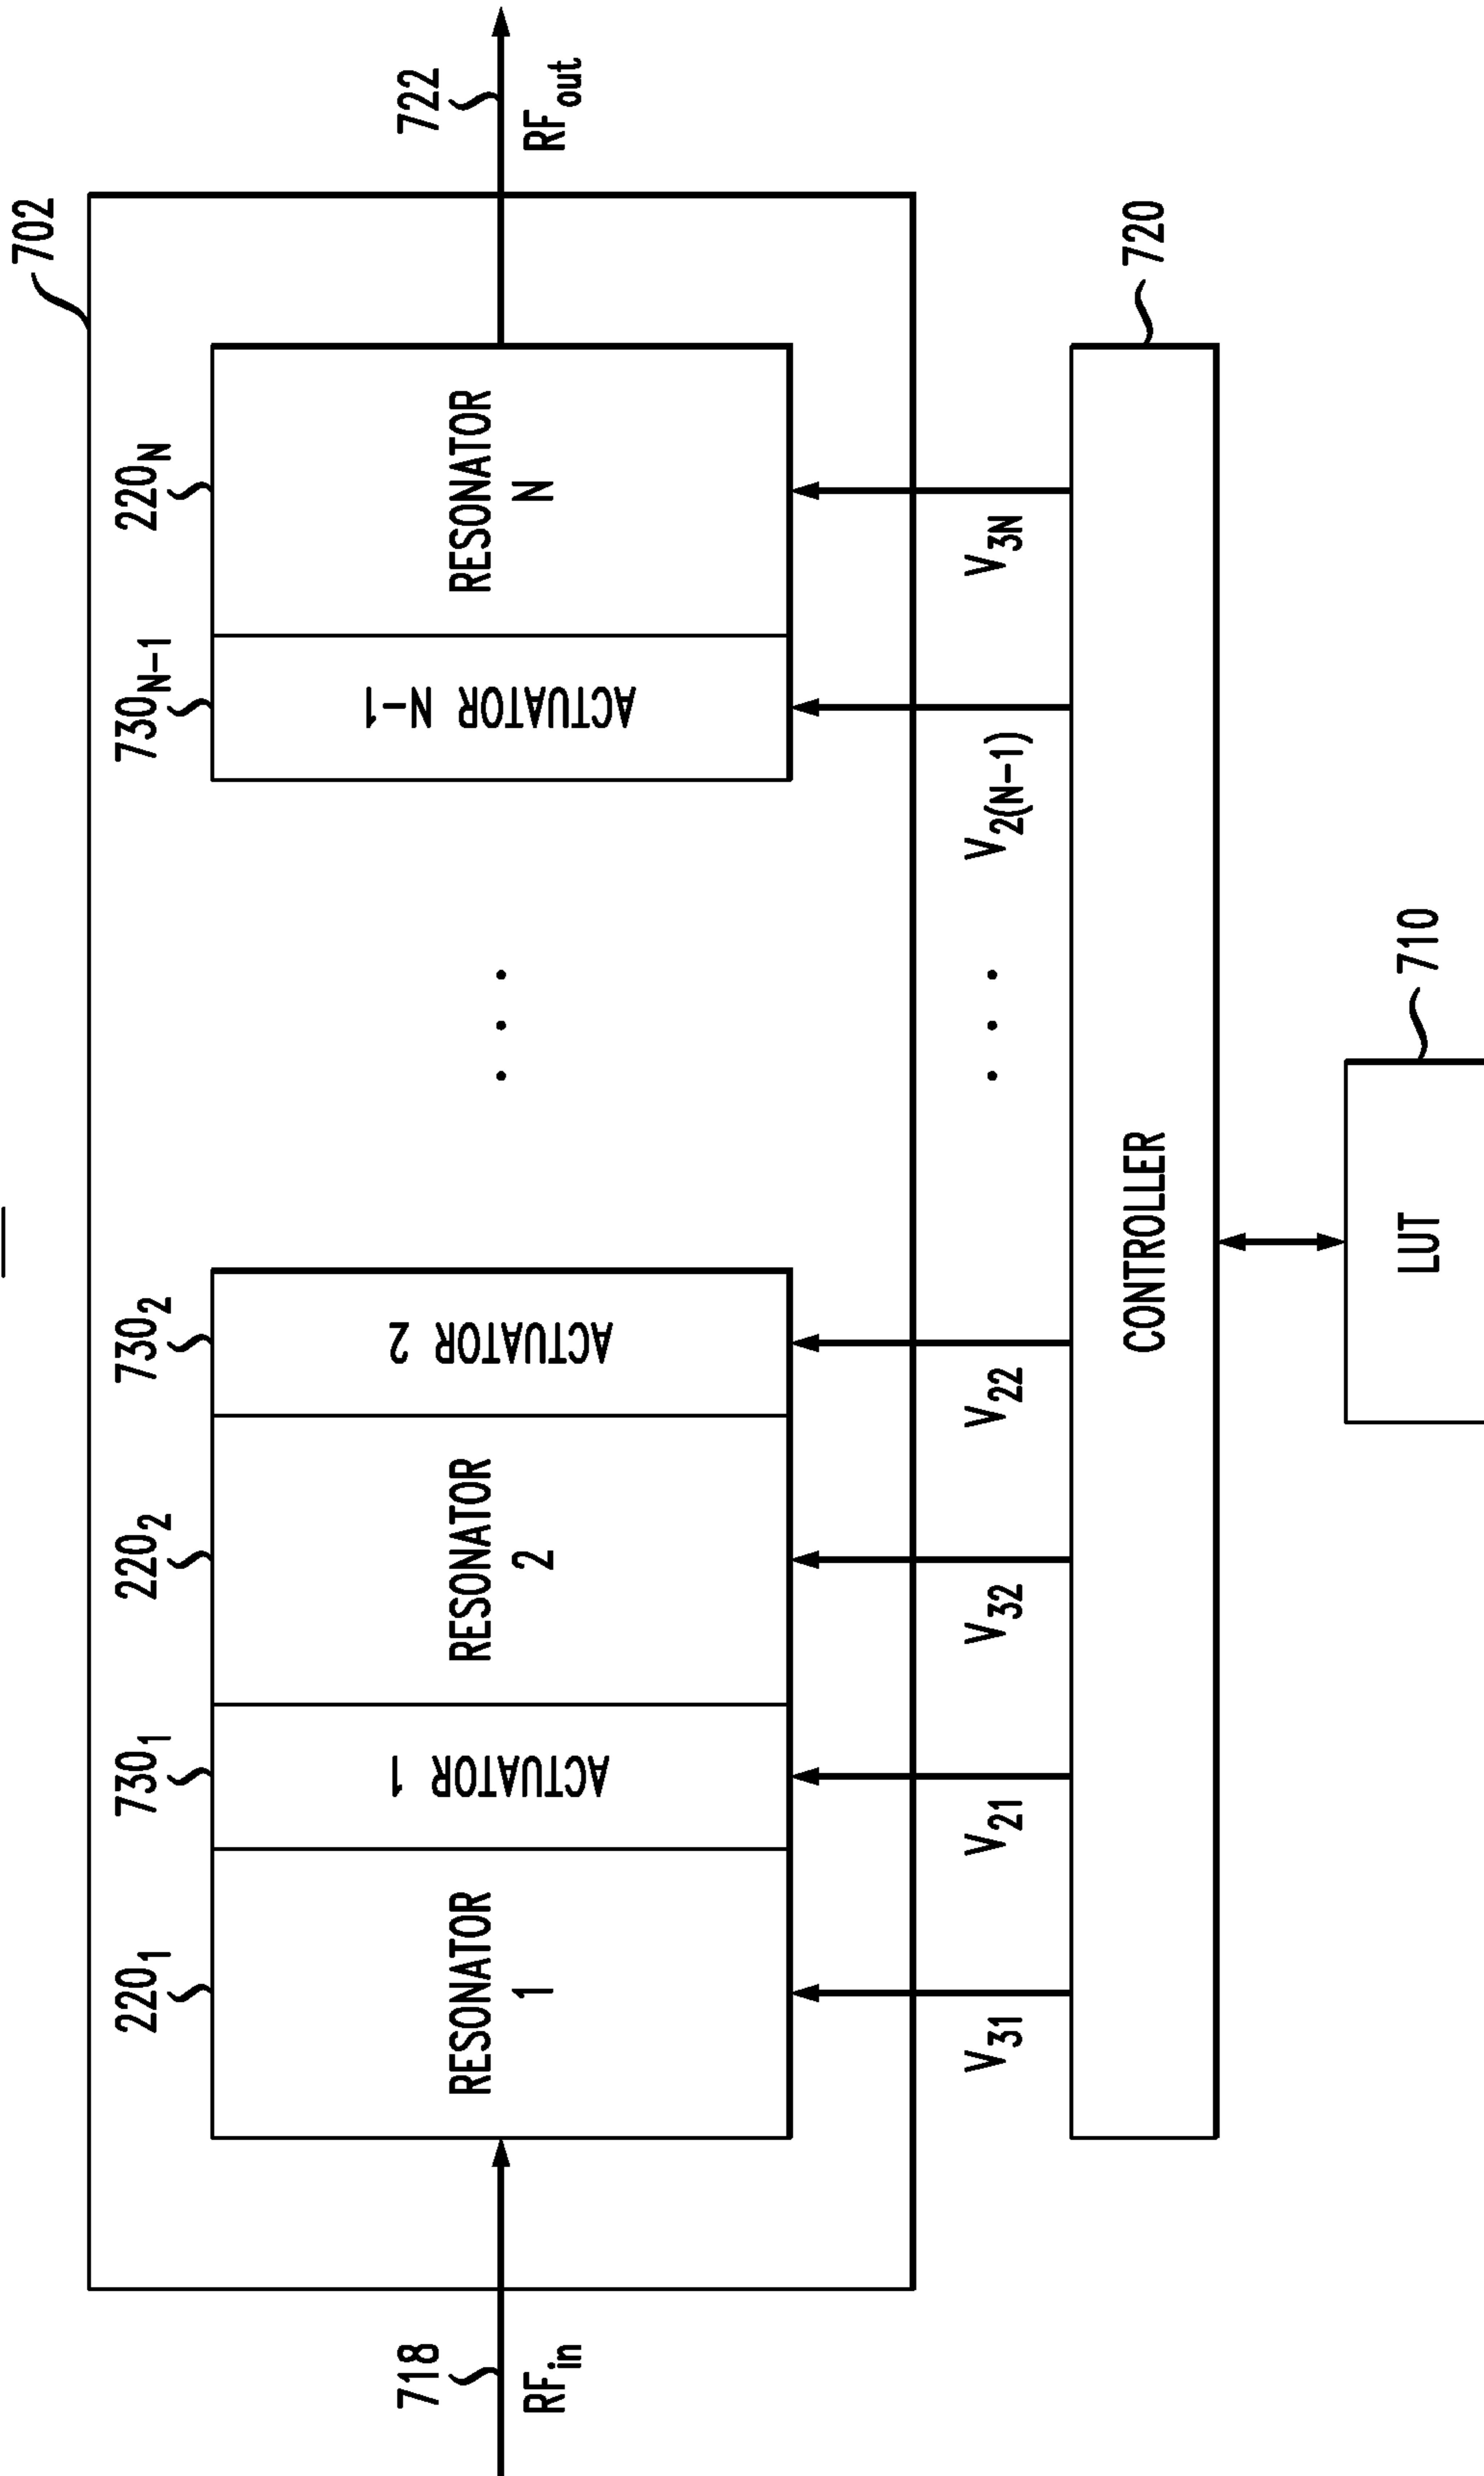 702
220₁
730₁
220₂
730₂
730N-1
220N
718
RFin
RESONATOR
1
ACTUATOR 1
RESONATOR
2
ACTUATOR 2
. . .
ACTUATOR N-1
RESONATOR
N
722
RFout
V31
V21
V32
V22
. . .
V2(N-1)
V3N
CONTROLLER
720
LUT
710